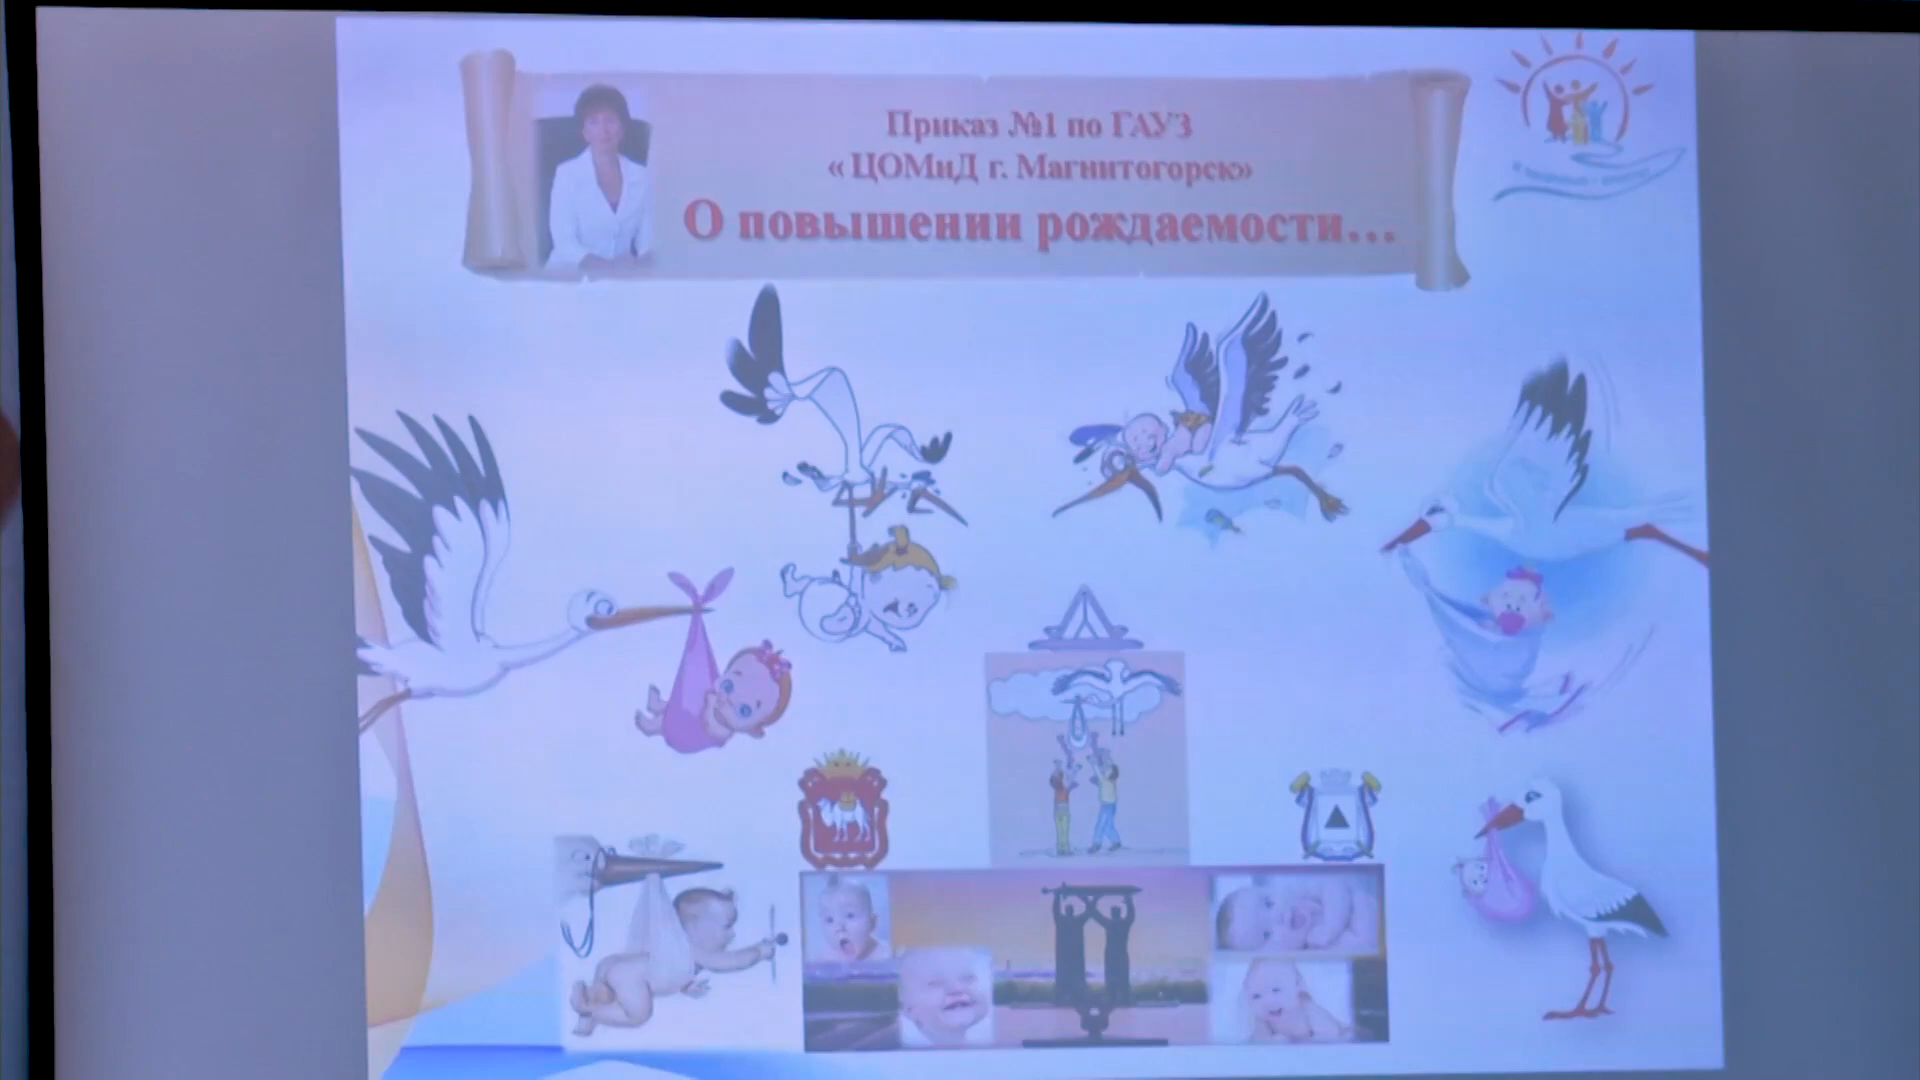 Приказ №1 по ГАУЗ
« ЦОМиД г. Магнитогорск»
О повышении рождаемости…